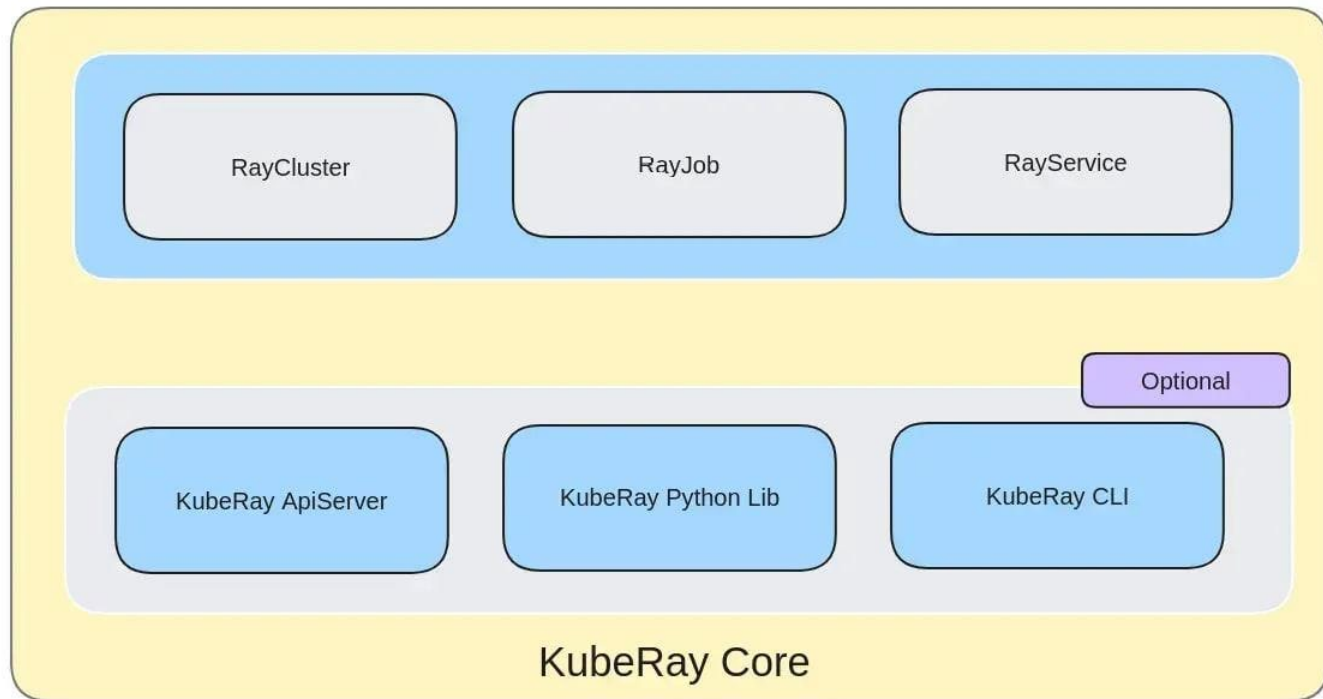 RayCluster
RayJob
RayService
Optional
KubeRay ApiServer
KubeRay Python Lib
KubeRay CLI
KubeRay Core